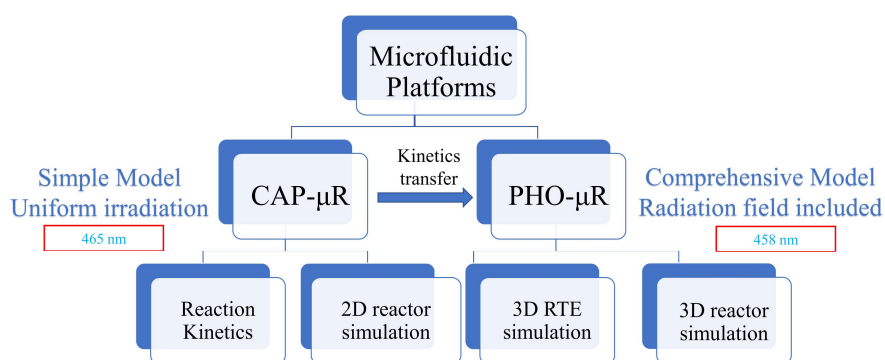 Microfluidic
Platforms
Simple Model
Uniform irradiation
465 nm
CAP-μR
Kinetics
transfer
PHO-μR
Comprehensive Model
Radiation field included
458 nm
Reaction
Kinetics
2D reactor
simulation
3D RTE
simulation
3D reactor
simulation